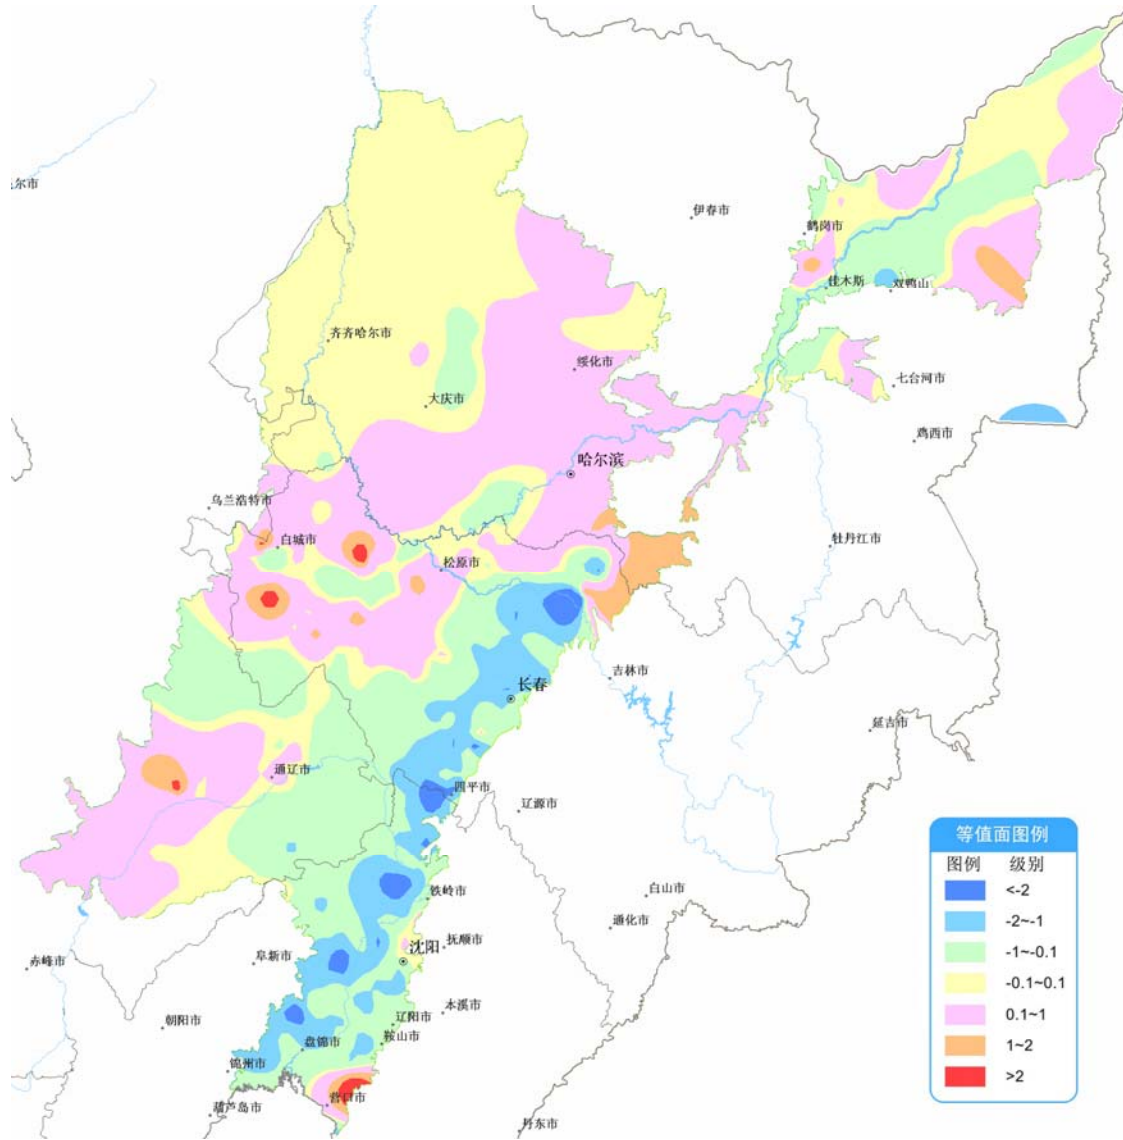 尔市
伊春市
鹤岗市
佳木斯
双鸭山
齐齐哈尔市
绥化市
七台河市
大庆市
鸡西市
哈尔滨
乌兰浩特市
白城市
松原市
牡丹江市
吉林市
长春
延吉市
通辽市
四平市
辽源市
等值面图例
图例 级别
<-2
-2~-1
-1~-0.1
-0.1~0.1
0.1~1
1~2
>2
铁岭市
白山市
通化市
抚顺市
沈阳
阜新市
赤峰市
本溪市
辽阳市
朝阳市
鞍山市
盘锦市
锦州市
营口市
葫芦岛市
丹东市